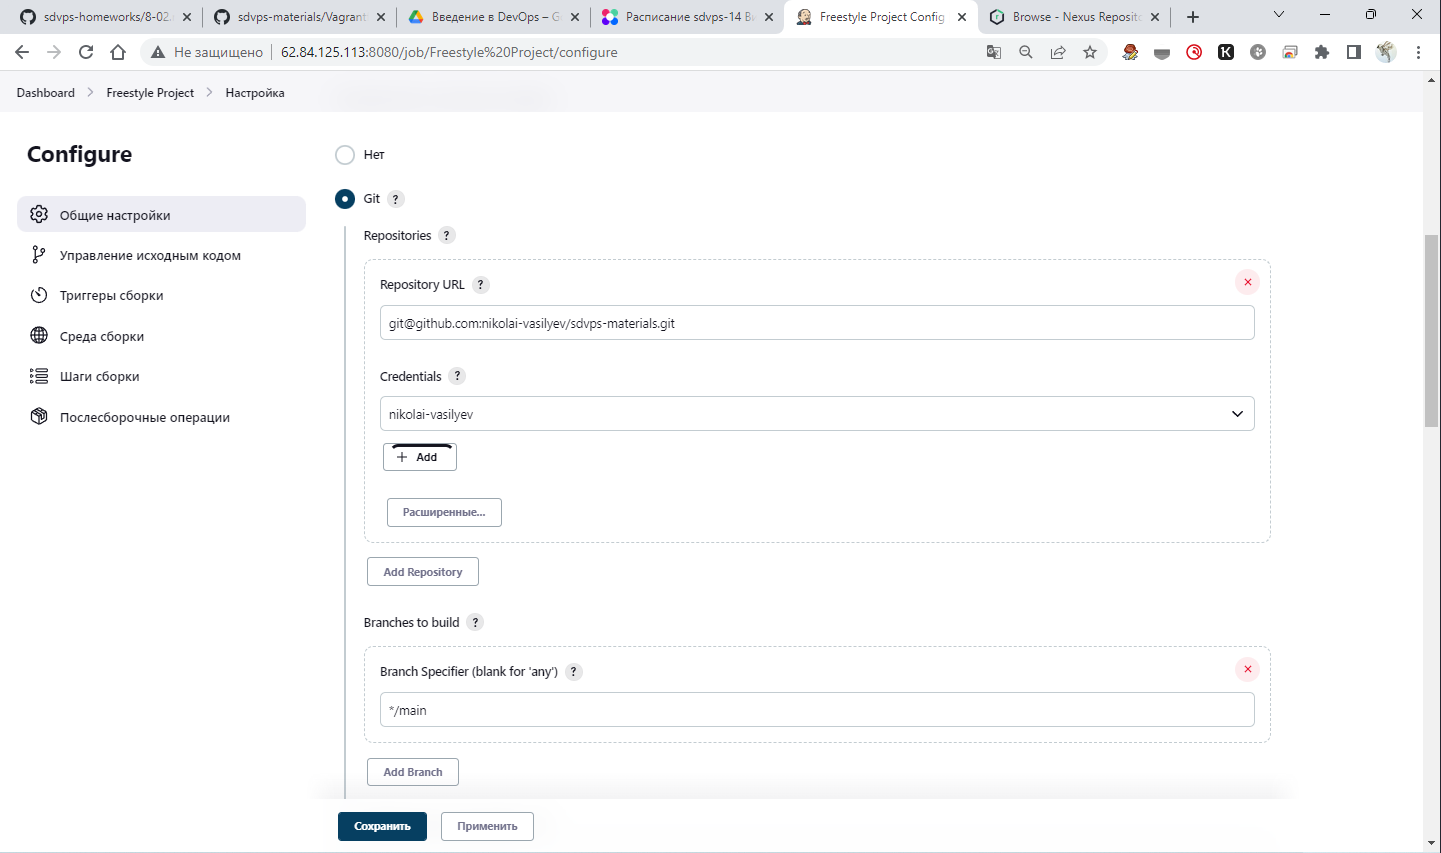 sdvps-homeworks/8-02.
sdvps-materials/Vagrant
Введение в DevOps – G
Расписание sdvps-14 В
Freestyle Project Config
Browse - Nexus Reposito
Не защищено
62.84.125.113:8080/job/Freestyle%20Project/configure
Dashboard
Freestyle Project
Настройка
Configure
Общие настройки
Управление исходным кодом
Триггеры сборки
Среда сборки
Шаги сборки
Послесборочные операции
Нет
Git ?
Repositories ?
Repository URL ?
git@github.com:nikolai-vasilyev/sdvps-materials.git
Credentials ?
nikolai-vasilyev
+ Add
Расширенные...
Add Repository
Branches to build ?
Branch Specifier (blank for 'any') ?
*/main
Add Branch
Сохранить
Применить